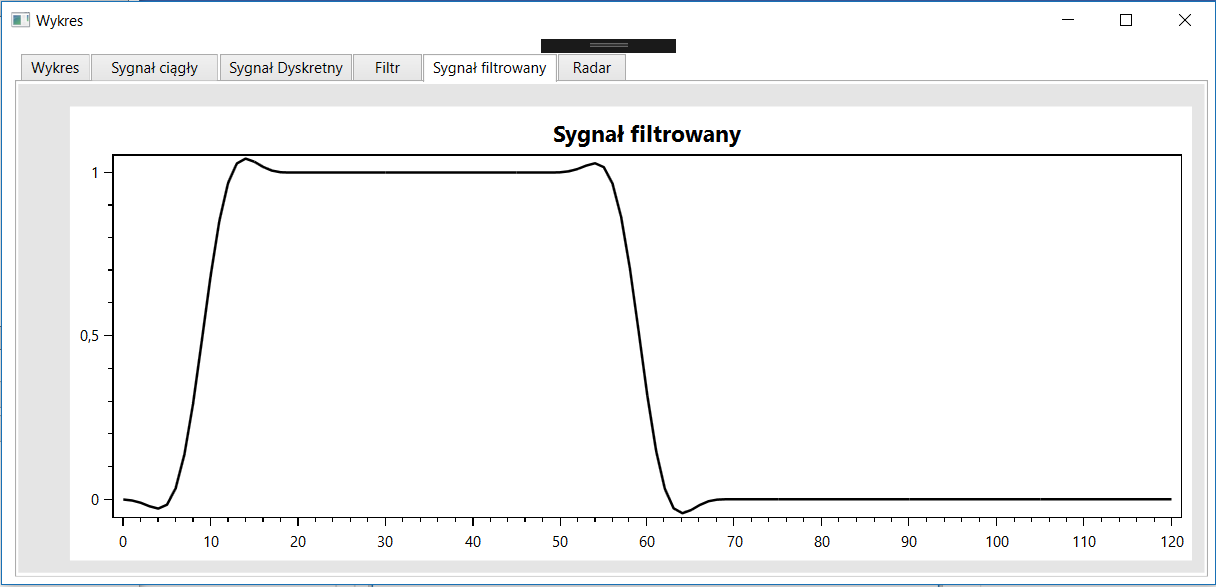 Wykres
Wykres Sygnał ciągły Sygnał Dyskretny Filtr Sygnał filtrowany Radar
Sygnał filtrowany
1
0,5
0
0 10 20 30 40 50 60 70 80 90 100 110 120